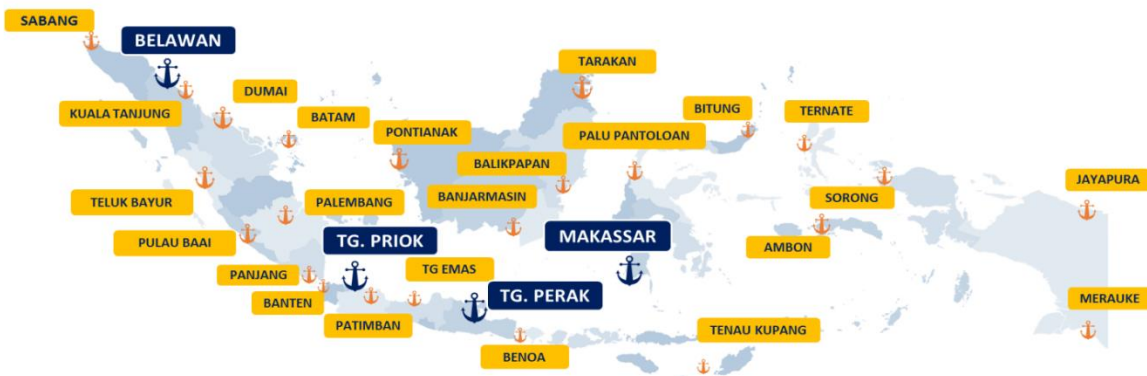 SABANG
BELAWAN
TARAKAN
DUMAI
KUALA TANJUNG
BATAM
BITUNG
TERNATE
PONTIANAK
PALU PANTOLOAN
BALIKPAPAN
JAYAPURA
BANJARMASIN
SORONG
TELUK BAYUR
PALEMBANG
PULAU BAAI
TG. PRIOK
MAKASSAR
AMBON
PANJANG
TG EMAS
BANTEN
TG. PERAK
MERAUKE
PATIMBAN
TENAU KUPANG
BENOA